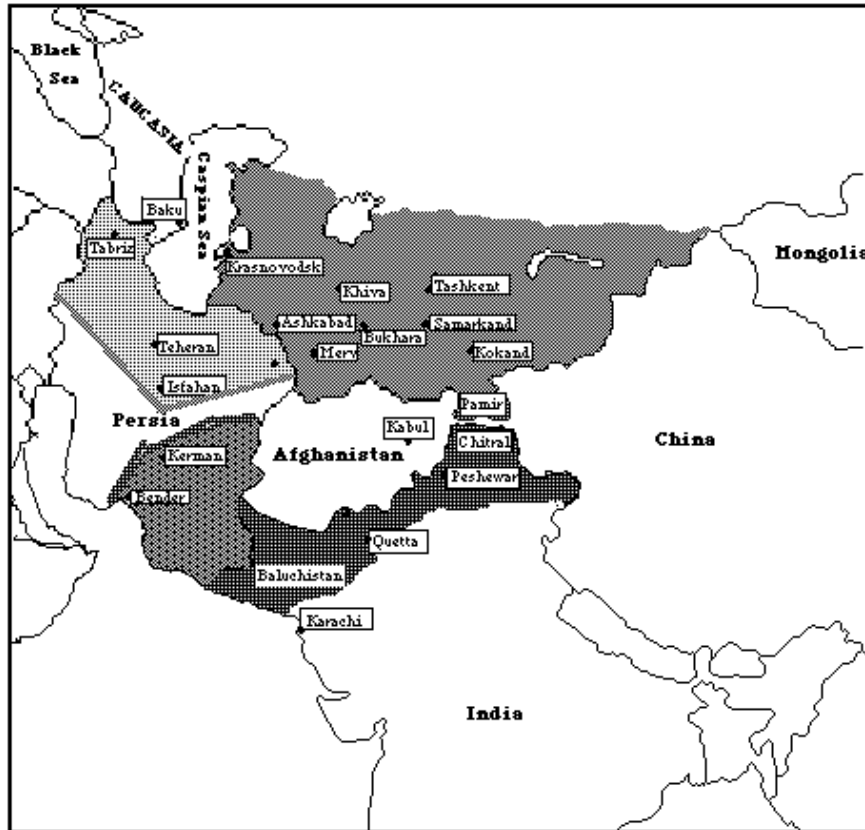 Black
Sea
CAUCASIA
Caspian Sea
Baku
Tabriz
Mongolia
Krasnovodsk
Khiva
Tashkent
Ashkabad
Bukhara
Samarkand
Teheran
Merv
Kokand
Isfahan
Pamir
Persia
Kabul
Chitral
China
Kerman
Afghanistan
Peshewar
Bender
Quetta
Baluchistan
Karachi
India